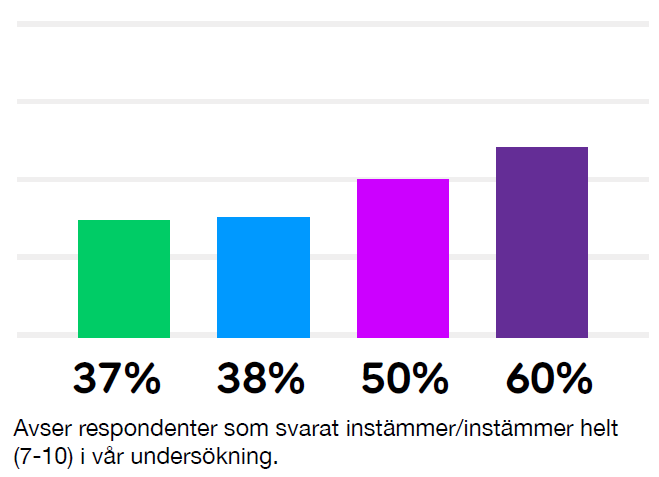 37% 38% 50% 60%
Avser respondenter som svarat instämmer/instämmer helt
(7-10) i vår undersökning.